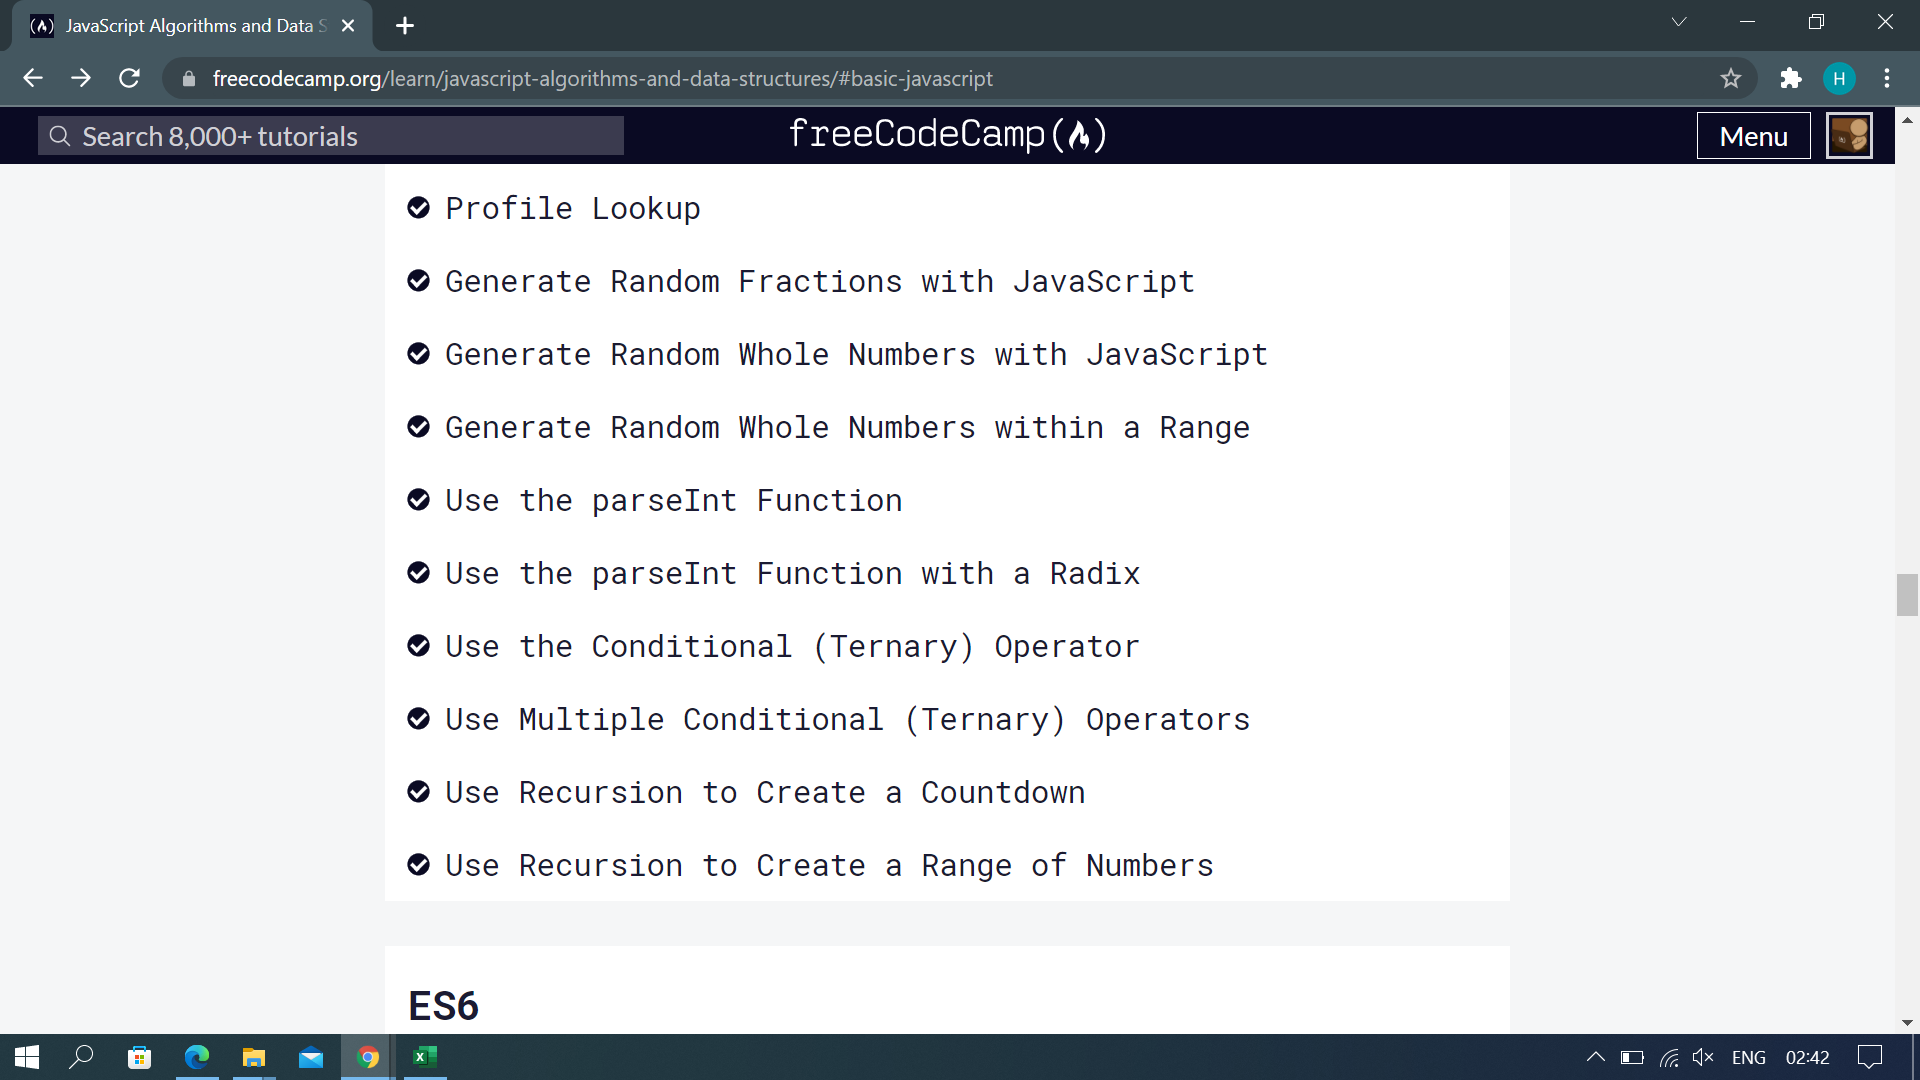 JavaScript Algorithms and Data S
freecodecamp.org/learn/javascript-algorithms-and-data-structures/#basic-javascript
H
Search 8,000+ tutorials
freeCodeCamp
Menu
Profile Lookup
Generate Random Fractions with JavaScript
Generate Random Whole Numbers with JavaScript
Generate Random Whole Numbers within a Range
Use the parseInt Function
Use the parseInt Function with a Radix
Use the Conditional (Ternary) Operator
Use Multiple Conditional (Ternary) Operators
Use Recursion to Create a Countdown
Use Recursion to Create a Range of Numbers
ES6
ENG 02:42